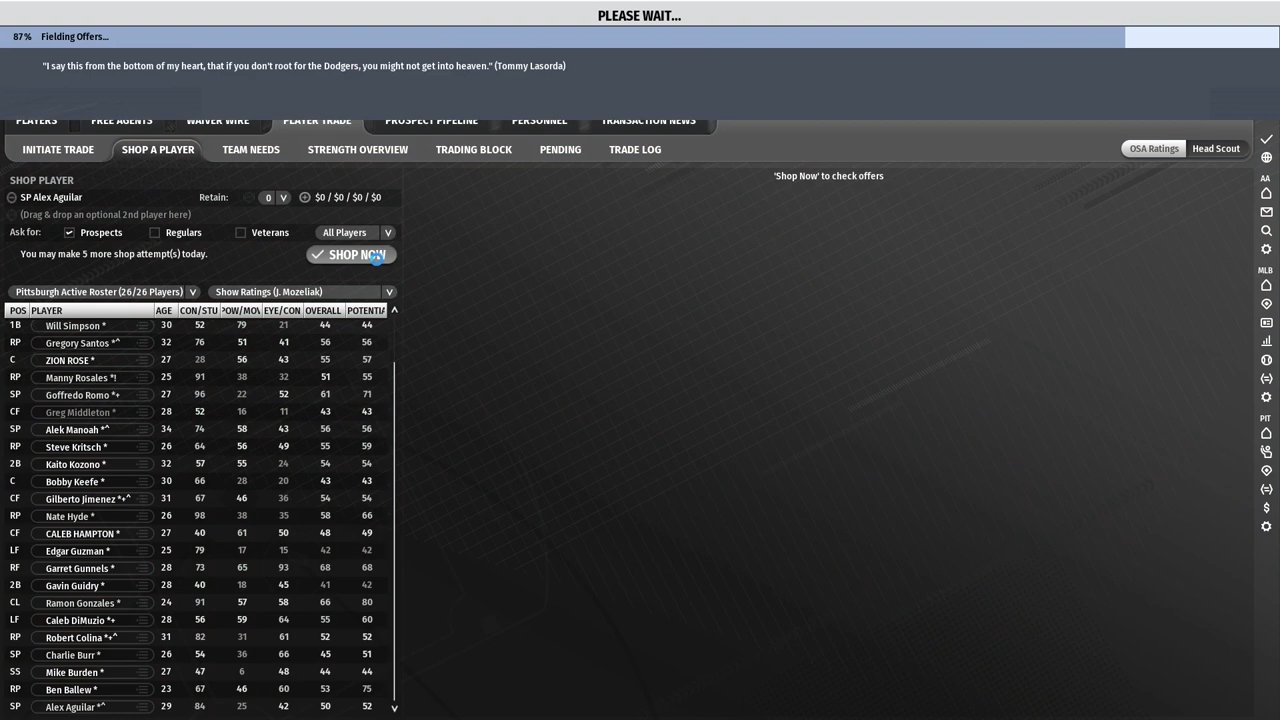 PLEASE WAIT...
87% Fielding Offers...
"I say this from the bottom of my heart, that if you don't root for the Dodgers, you might not get into heaven." (Tommy Lasorda)
PLAYERS FREE AGENTS WAIVER WIRE PLAYER TRADE PROSPECT PIPELINE PERSONNEL TRANSACTION NEWS
INITIATE TRADE SHOP A PLAYER TEAM NEEDS STRENGTH OVERVIEW TRADING BLOCK PENDING TRADE LOG OSA Ratings Head Scout
SHOP PLAYER
'Shop Now' to check offers
SP Alex Aguilar Retain: 0 $0 / $0 / $0 / $0
(Drag & drop an optional 2nd player here)
Ask for: Prospects Regulars Veterans All Players
You may make 5 more shop attempt(s) today. SHOP NOW
Pittsburgh Active Roster (26/26 Players) Show Ratings (J. Mozeliak)
POS PLAYER AGE CON/STU POW/MOV EYE/CON OVERALL POTENTIA
1B Will Simpson * 30 52 79 21 44 44
RP Gregory Santos *^ 32 76 51 41 56 56
C ZION ROSE * 27 28 56 43 55 57
RP Manny Rosales *! 25 91 38 32 51 55
SP Goffredo Romo *+ 27 96 22 52 61 71
CF Greg Middleton * 28 52 16 11 43 43
SP Alek Manoah *^ 34 74 58 43 56 56
RP Steve Kritsch * 26 64 56 49 55 59
2B Kaito Kozono * 32 57 55 24 54 54
C Bobby Keefe * 60 66 28 20 43 43
CF Gilberto Jimenez *+^ 31 67 46 36 54 54
RP Nate Hyde * 26 98 38 35 58 66
CF CALEB HAMPTON * 27 40 61 50 48 49
LF Edgar Guzman * 25 79 17 15 42 42
RF Garret Gunnels * 28 73 65 93 68 68
2B Gavin Guidry * 28 40 18 45 41 42
CL Ramon Gonzales * 24 91 57 58 66 80
LF Caleb DiMuzio *+ 28 56 59 64 55 60
RP Robert Colina *+^ 31 82 31 61 52 52
SP Charlie Burr * 26 54 36 66 45 51
SS Mike Burden * 27 47 6 48 44 44
RP Ben Ballew * 23 67 46 60 53 75
SP Alex Aguilar *^ 29 84 25 42 50 52
AA
MLB
PIT